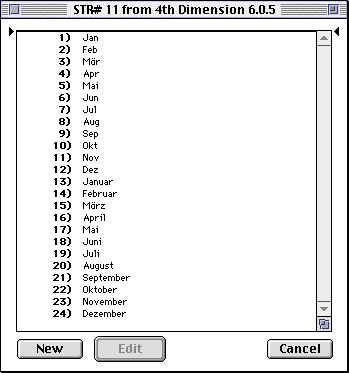 STR# 11 from 4th Dimension 6.0.5
1) Jan
2) Feb
3) Mär
4) Apr
5) Mai
6) Jun
7) Jul
8) Aug
9) Sep
10) Okt
11) Nov
12) Dez
13) Januar
14) Februar
15) März
16) April
17) Mai
18) Juni
19) Juli
20) August
21) September
22) Oktober
23) November
24) Dezember
New Edit Cancel